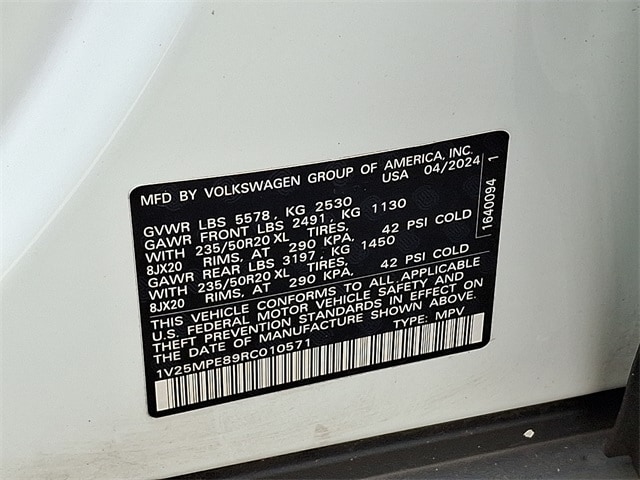 MFD BY VOLKSWAGEN GROUP OF AMERICA, INC.
USA 04/2024
GVWR LBS 5578, KG 2530
GAWR FRONT LBS 2491, KG 1130
WITH 235/50R20 XL TIRES,
8JX20 RIMS, AT 290 KPA, 42 PSI COLD
GAWR REAR LBS 3197, KG 1450
WITH 235/50R20 XL TIRES,
8JX20 RIMS, AT 290 KPA, 42 PSI COLD
THIS VEHICLE CONFORMS TO ALL APPLICABLE
U.S. FEDERAL MOTOR VEHICLE SAFETY AND
THEFT PREVENTION STANDARDS IN EFFECT ON
THE DATE OF MANUFACTURE SHOWN ABOVE.
1V25MPE89RC010571 TYPE: MPV
1640094 1